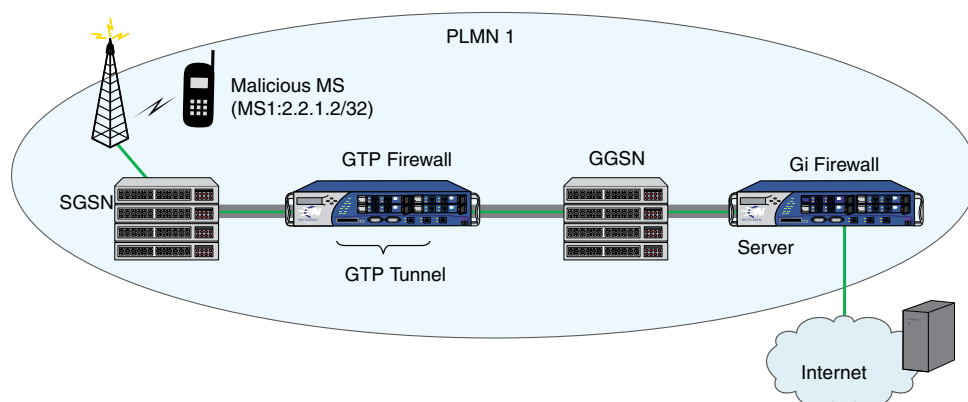 PLMN 1
Malicious MS
(MS1:2.2.1.2/32)
GTP Firewall
GGSN
Gi Firewall
SGSN
Server
GTP Tunnel
Internet